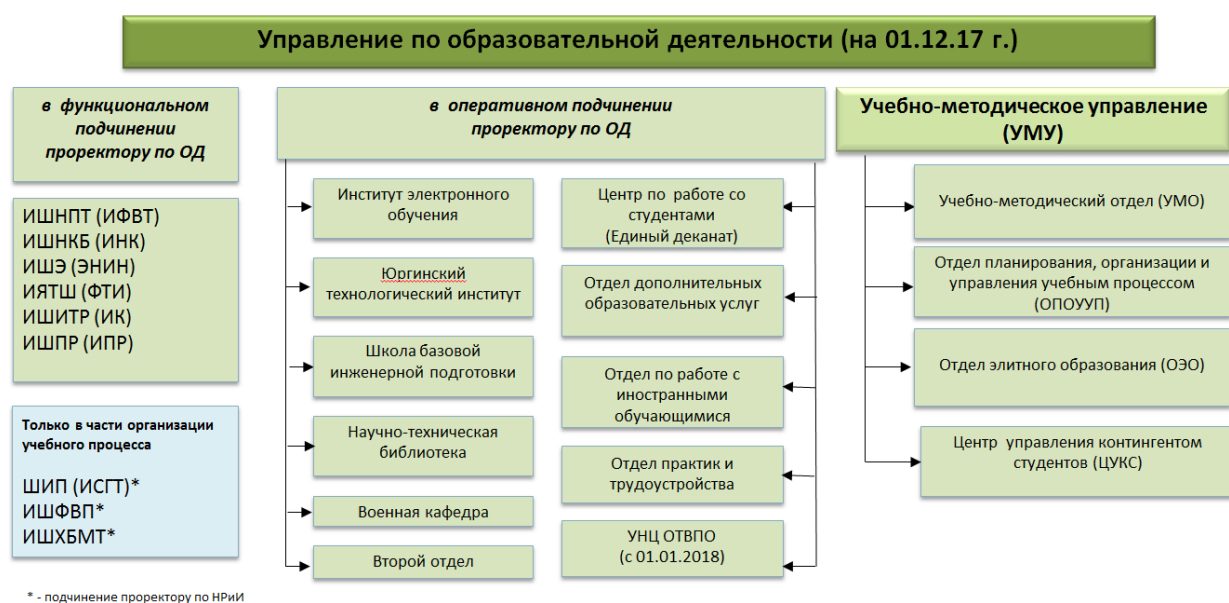 Управление по образовательной деятельности (на 01.12.17 г.)
в функциональном
подчинении
проректору по ОД
ИШНПТ (ИФВТ)
ИШНКБ (ИНК)
ИШЭ (ЭНИН)
ИЯТШ (ФТИ)
ИШИТР (ИК)
ИШПР (ИПР)
Только в части организации
учебного процесса
ШИП (ИСГТ)*
ИШФВП*
ИШХБМТ*
* - подчинение проректору по НРиИ
в оперативном подчинении
проректору по ОД
Институт электронного
обучения
Юргинский
технологический институт
Школа базовой
инженерной подготовки
Научно-техническая
библиотека
Военная кафедра
Второй отдел
Центр по работе со
студентами
(Единый деканат)
Отдел дополнительных
образовательных услуг
Отдел по работе с
иностранными
обучающимися
Отдел практик и
трудоустройства
УНЦ ОТВПО
(с 01.01.2018)
Учебно-методическое управление
(УМУ)
Учебно-методический отдел (УМО)
Отдел планирования, организации и
управления учебным процессом
(ОПОУУП)
Отдел элитного образования (ОЭО)
Центр управления контингентом
студентов (ЦУКС)